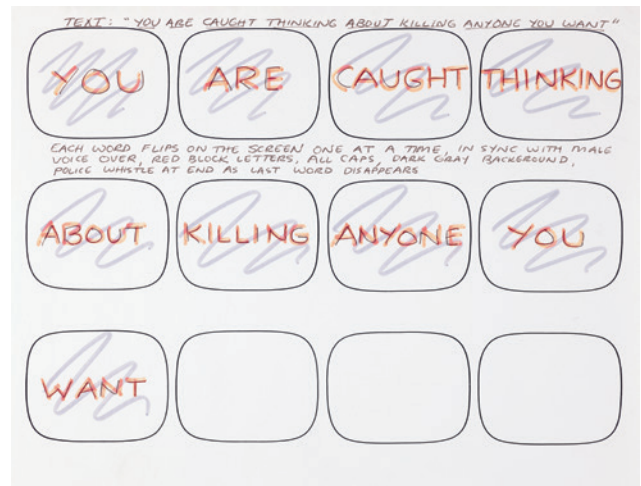 TEXT: "YOU ARE CAUGHT THINKING ABOUT KILLING ANYONE YOU WANT"
YOU ARE CAUGHT THINKING
EACH WORD FLIPS ON THE SCREEN ONE AT A TIME, IN SYNC WITH MALE
VOICE OVER, RED BLOCK LETTERS, ALL CAPS, DARK GRAY BACKGROUND,
POLICE WHISTLE AT END AS LAST WORD DISAPPEARS
ABOUT KILLING ANYONE YOU
WANT